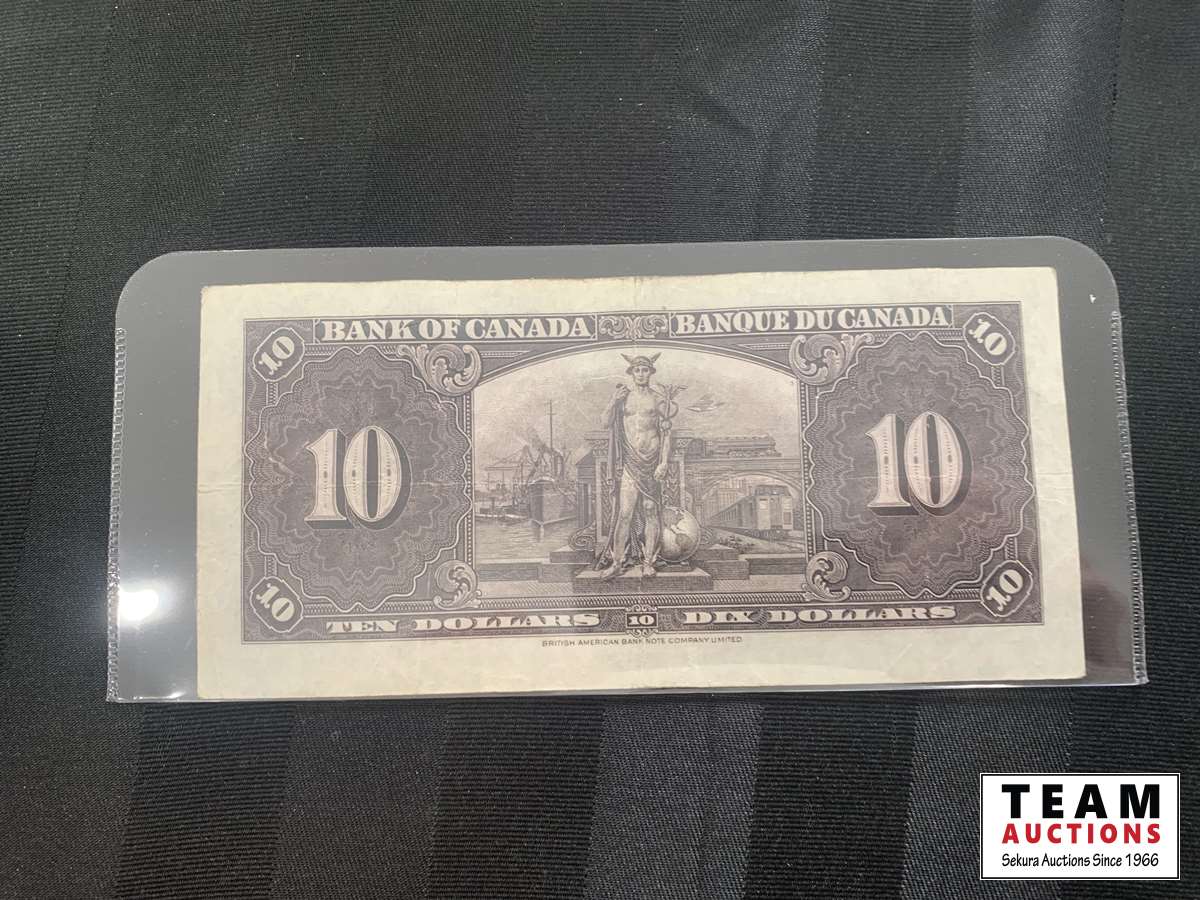 BANK OF CANADA BANQUE DU CANADA
10 10
10 10
10 10
TEN DOLLARS 10 DIX DOLLARS
BRITISH AMERICAN BANK NOTE COMPANY LIMITED
TEAM
AUCTIONS
Sekura Auctions Since 1966